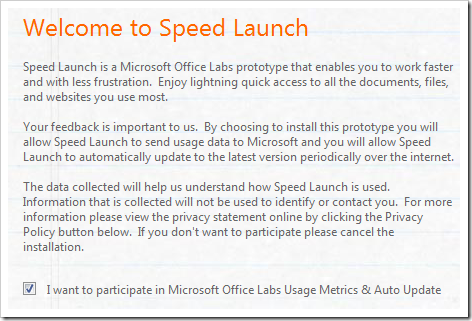 Welcome to Speed Launch
Speed Launch is a Microsoft Office Labs prototype that enables you to work faster
and with less frustration.  Enjoy lightning quick access to all the documents, files,
and websites you use most.
Your feedback is important to us.  By choosing to install this prototype you will
allow Speed Launch to send usage data to Microsoft and you will allow Speed
Launch to automatically update to the latest version periodically over the internet.
The data collected will help us understand how Speed Launch is used.
Information that is collected will not be used to identify or contact you.  For more
information please view the privacy statement online by clicking the Privacy
Policy button below.  If you don't want to participate please cancel the
installation.
I want to participate in Microsoft Office Labs Usage Metrics & Auto Update